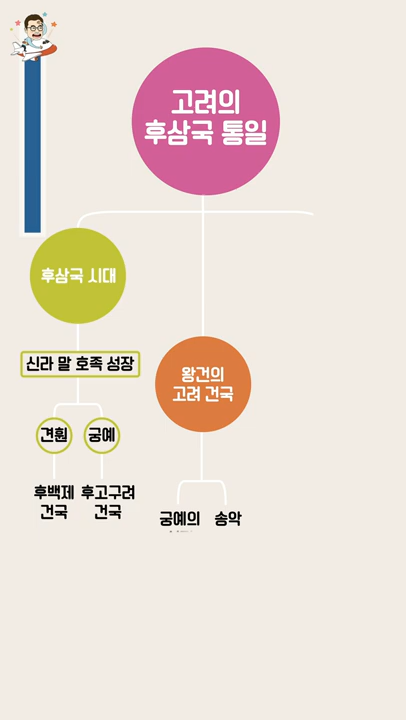 고려의
후삼국 통일
후삼국 시대
신라 말 호족 성장
견훤
궁예
후백제
건국
후고구려
건국
왕건의
고려 건국
궁예의
송악